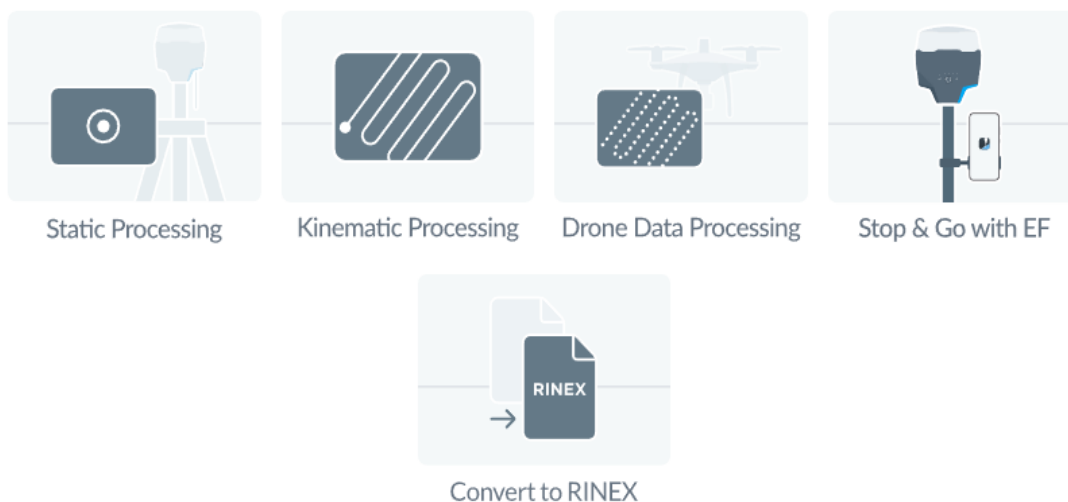 Static Processing
Kinematic Processing
Drone Data Processing
Stop & Go with EF
RINEX
Convert to RINEX